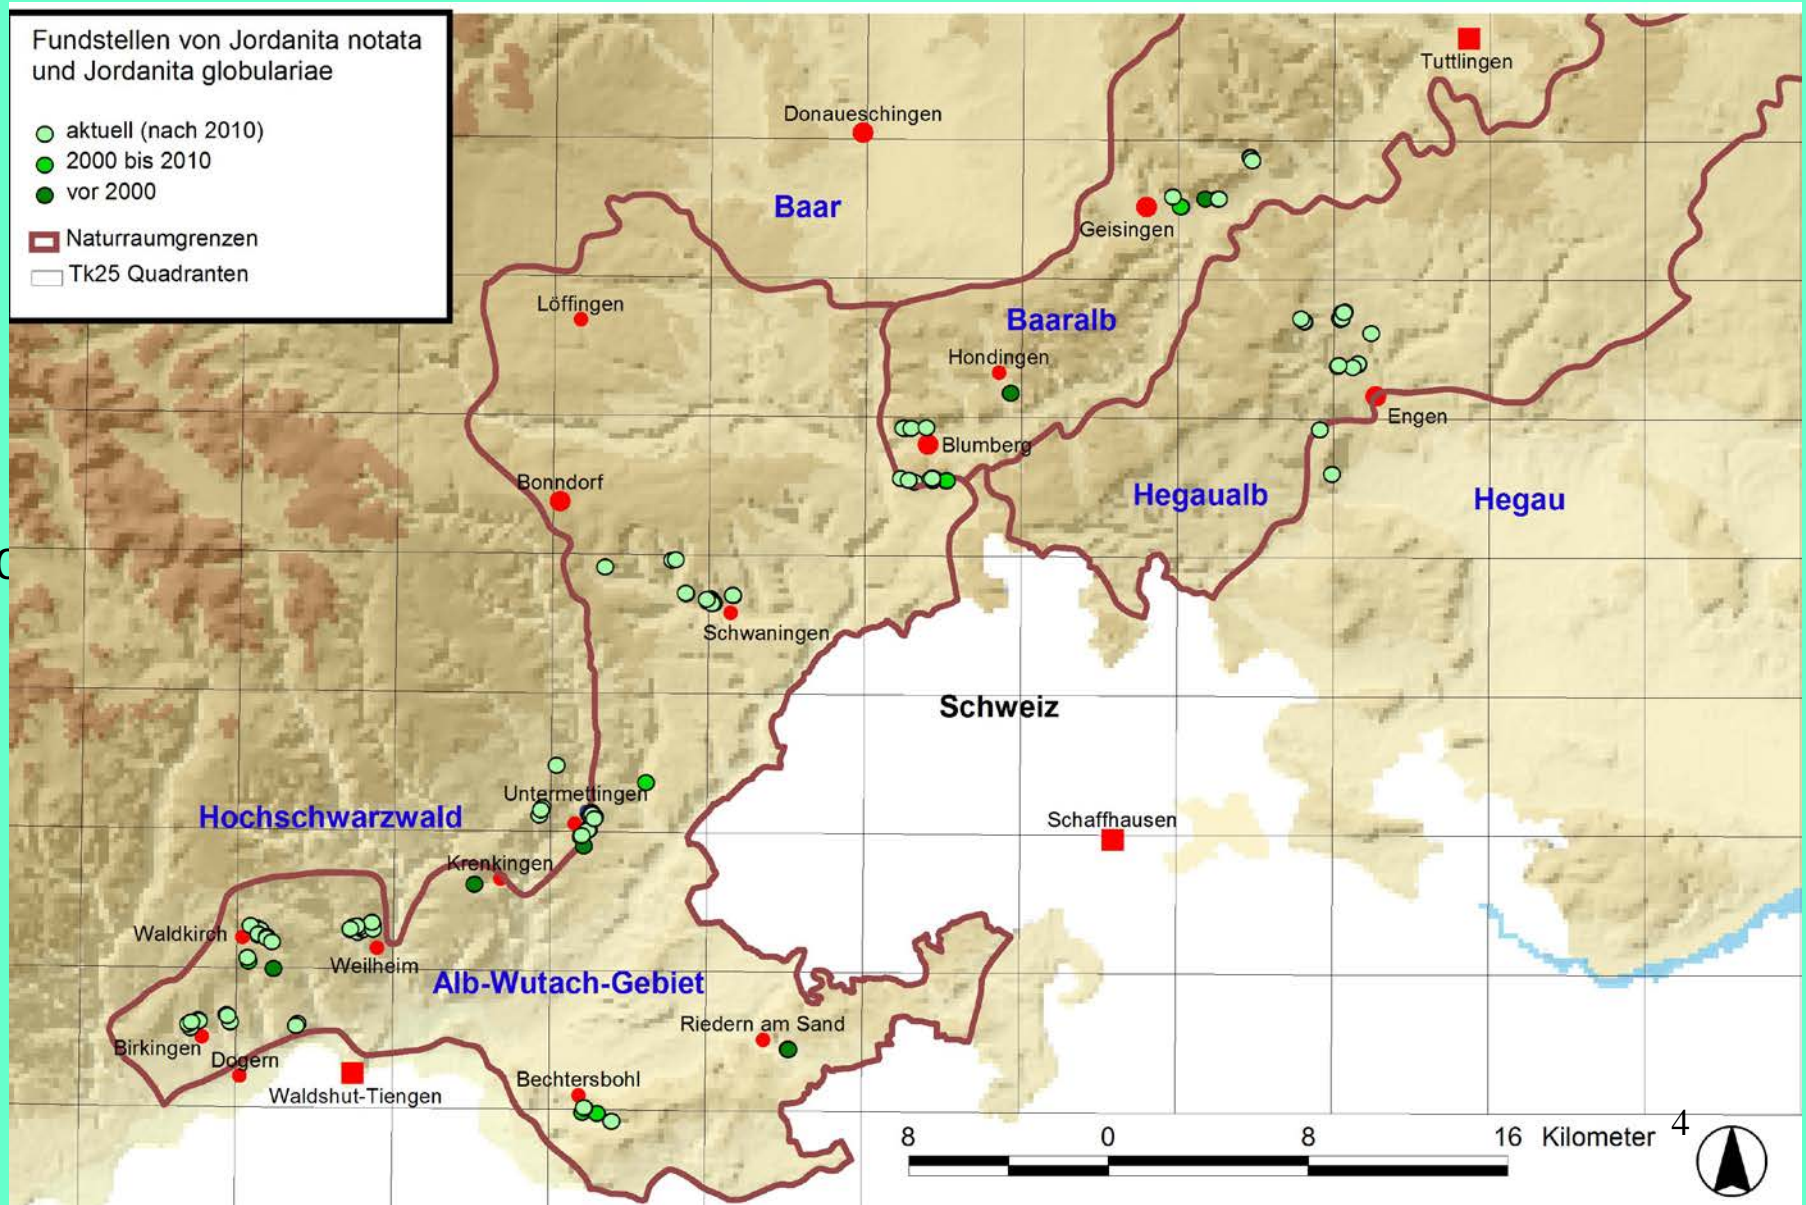 Fundstellen von Jordanita notata
und Jordanita globulariae
aktuell (nach 2010)
2000 bis 2010
vor 2000
Naturraumgrenzen
Tk25 Quadranten
Tuttlingen
Donaueschingen
Baar
Geisingen
Löffingen
Baaralb
Hondingen
Engen
Blumberg
Bonndorf
Hegaualb
Hegau
Schwaningen
Schweiz
Untermettingen
Hochschwarzwald
Schaffhausen
Krenkingen
Waldkirch
Weilheim
Alb-Wutach-Gebiet
Riedern am Sand
Birkingen
Dogern
Bechtersbohl
Waldshut-Tiengen
8 0 8 16 Kilometer
4